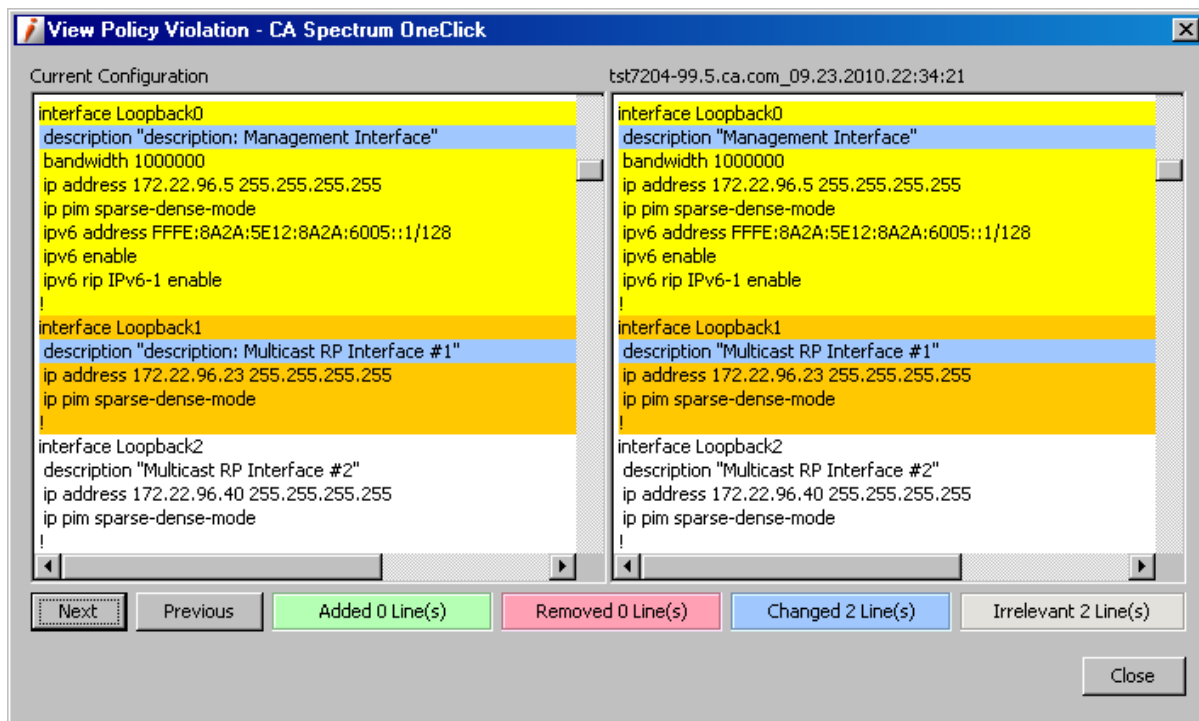 View Policy Violation - CA Spectrum OneClick
Current Configuration
interface Loopback0
description "description: Management Interface"
bandwidth 1000000
ip address 172.22.96.5 255.255.255.255
ip pim sparse-dense-mode
ipv6 address FFFE:8A2A:5E12:8A2A:6005::1/128
ipv6 enable
ipv6 rip IPv6-1 enable
!
interface Loopback1
description "description: Multicast RP Interface #1"
ip address 172.22.96.23 255.255.255.255
ip pim sparse-dense-mode
!
interface Loopback2
description "Multicast RP Interface #2"
ip address 172.22.96.40 255.255.255.255
ip pim sparse-dense-mode
!
tst7204-99.5.ca.com_09.23.2010.22:34:21
interface Loopback0
description "Management Interface"
bandwidth 1000000
ip address 172.22.96.5 255.255.255.255
ip pim sparse-dense-mode
ipv6 address FFFE:8A2A:5E12:8A2A:6005::1/128
ipv6 enable
ipv6 rip IPv6-1 enable
!
interface Loopback1
description "Multicast RP Interface #1"
ip address 172.22.96.23 255.255.255.255
ip pim sparse-dense-mode
!
interface Loopback2
description "Multicast RP Interface #2"
ip address 172.22.96.40 255.255.255.255
ip pim sparse-dense-mode
!
Next
Previous
Added 0 Line(s)
Removed 0 Line(s)
Changed 2 Line(s)
Irrelevant 2 Line(s)
Close